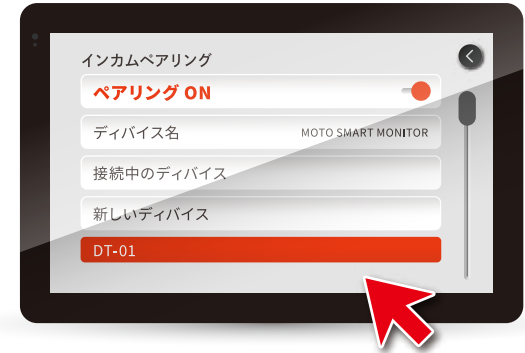 インカムペアリング
ペアリング ON
ディバイス名 MOTO SMART MONITOR
接続中のディバイス
新しいディバイス
DT-01